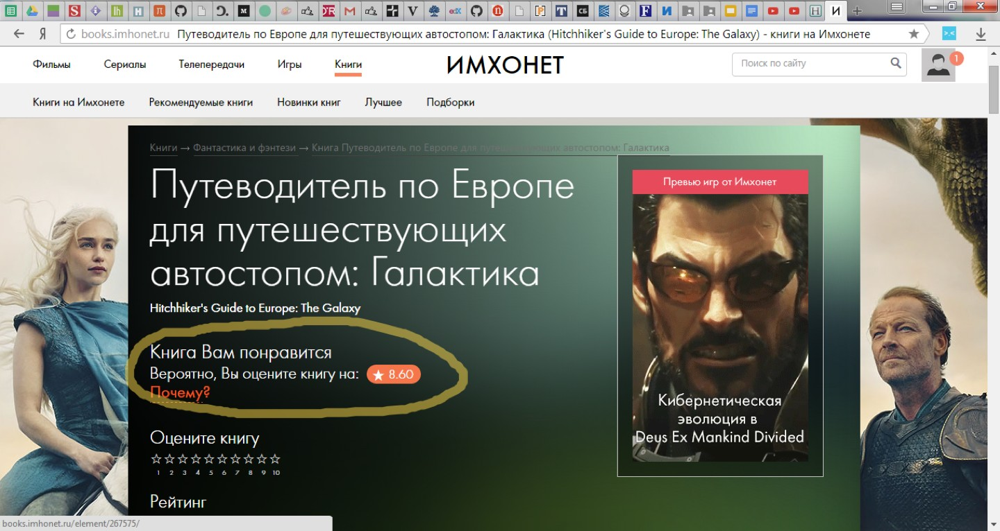 books.imhonet.ru Путеводитель по Европе для путешествующих автостопом: Галактика (Hitchhiker's Guide to Europe: The Galaxy) - книги на Имхонете
Фильмы Сериалы Телепередачи Игры Книги
ИМХОНЕТ
Поиск по сайту
1
Книги на Имхонете Рекомендуемые книги Новинки книг Лучшее Подборки
Книги → Фантастика и фэнтези → Книга Путеводитель по Европе для путешествующих автостопом: Галактика
Путеводитель по Европе
для путешествующих
автостопом: Галактика
Hitchhiker's Guide to Europe: The Galaxy
Книга Вам понравится
Вероятно, Вы оцените книгу на: ★ 8.60
Почему?
Оцените книгу
☆☆☆☆☆☆☆☆☆☆
1 2 3 4 5 6 7 8 9 10
Рейтинг
Превью игр от Имхонет
Кибернетическая
эволюция в
Deus Ex Mankind Divided
books.imhonet.ru/element/267575/